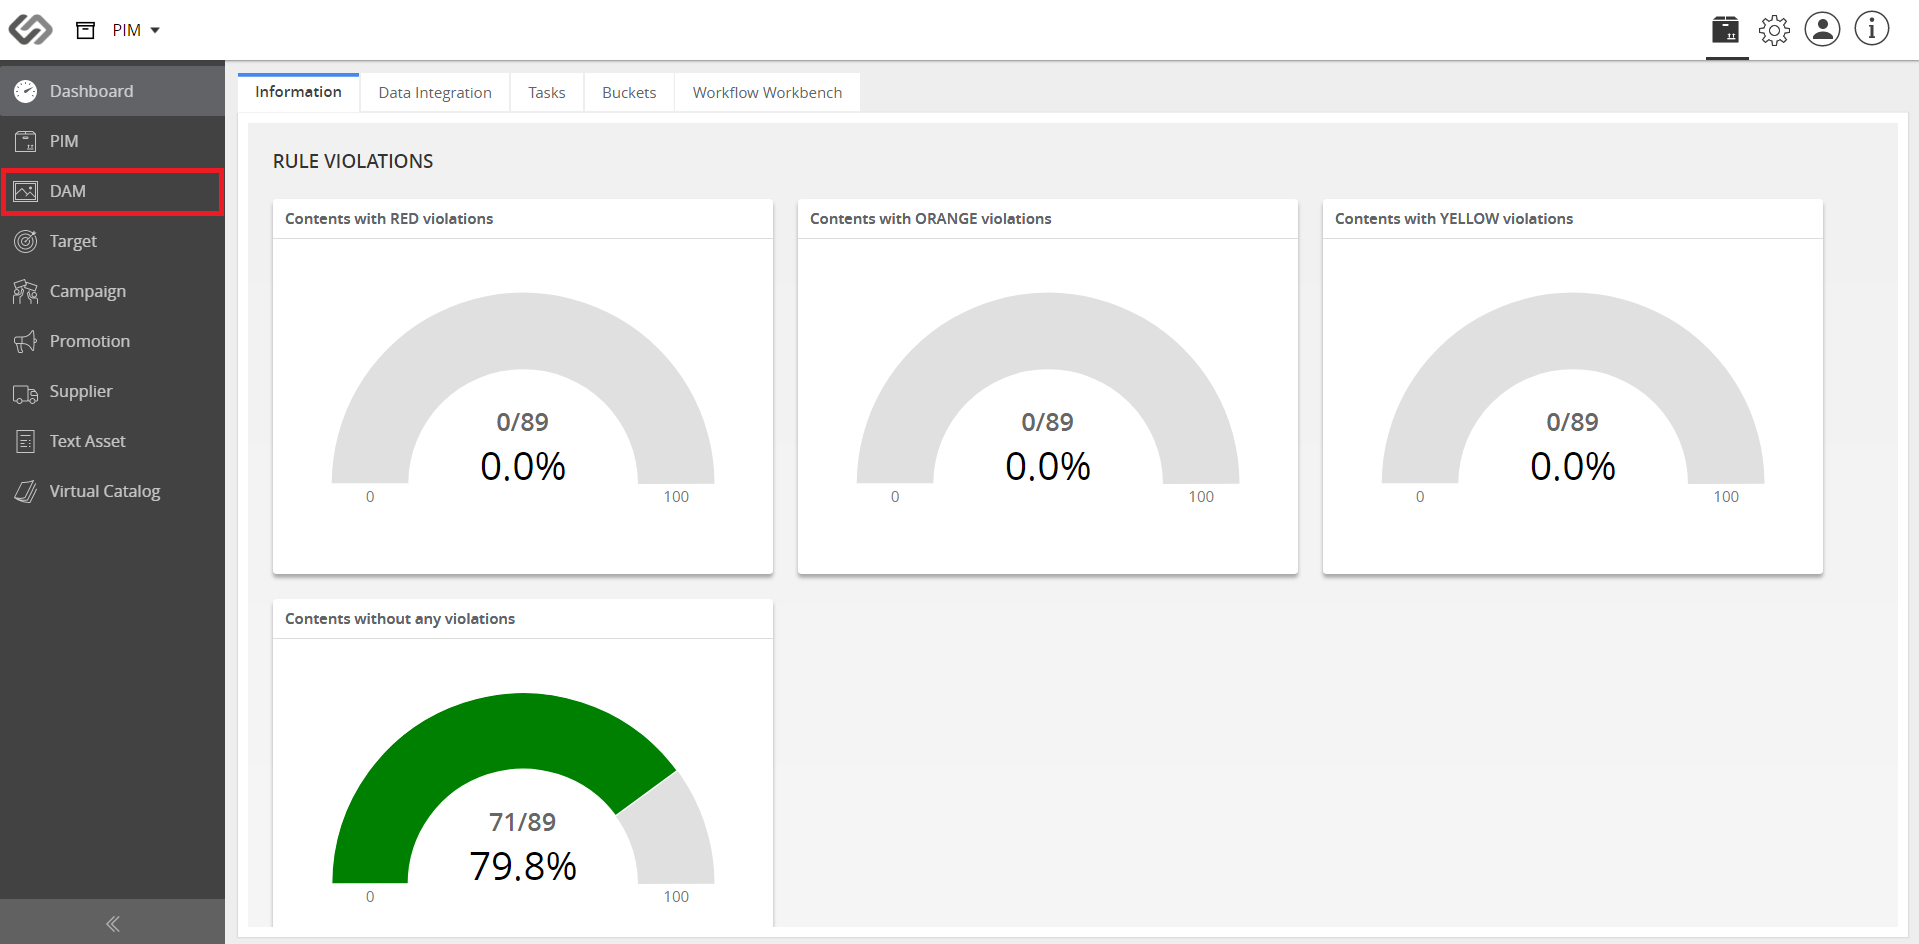 PIM
Dashboard
PIM
DAM
Target
Campaign
Promotion
Supplier
Text Asset
Virtual Catalog
Information
Data Integration
Tasks
Buckets
Workflow Workbench
RULE VIOLATIONS
Contents with RED violations
0/89
0.0%
0
100
Contents with ORANGE violations
0/89
0.0%
0
100
Contents with YELLOW violations
0/89
0.0%
0
100
Contents without any violations
71/89
79.8%
0
100